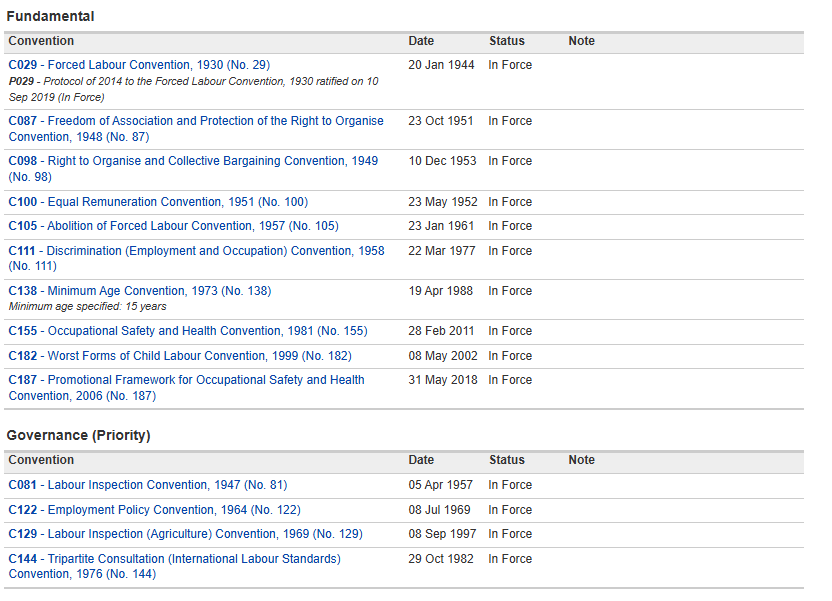 Fundamental
Convention Date Status Note
C029 - Forced Labour Convention, 1930 (No. 29) 20 Jan 1944 In Force
P029 - Protocol of 2014 to the Forced Labour Convention, 1930 ratified on 10
Sep 2019 (In Force)
C087 - Freedom of Association and Protection of the Right to Organise 23 Oct 1951 In Force
Convention, 1948 (No. 87)
C098 - Right to Organise and Collective Bargaining Convention, 1949 10 Dec 1953 In Force
(No. 98)
C100 - Equal Remuneration Convention, 1951 (No. 100) 23 May 1952 In Force
C105 - Abolition of Forced Labour Convention, 1957 (No. 105) 23 Jan 1961 In Force
C111 - Discrimination (Employment and Occupation) Convention, 1958 22 Mar 1977 In Force
(No. 111)
C138 - Minimum Age Convention, 1973 (No. 138) 19 Apr 1988 In Force
Minimum age specified: 15 years
C155 - Occupational Safety and Health Convention, 1981 (No. 155) 28 Feb 2011 In Force
C182 - Worst Forms of Child Labour Convention, 1999 (No. 182) 08 May 2002 In Force
C187 - Promotional Framework for Occupational Safety and Health 31 May 2018 In Force
Convention, 2006 (No. 187)
Governance (Priority)
Convention Date Status Note
C081 - Labour Inspection Convention, 1947 (No. 81) 05 Apr 1957 In Force
C122 - Employment Policy Convention, 1964 (No. 122) 08 Jul 1969 In Force
C129 - Labour Inspection (Agriculture) Convention, 1969 (No. 129) 08 Sep 1997 In Force
C144 - Tripartite Consultation (International Labour Standards) 29 Oct 1982 In Force
Convention, 1976 (No. 144)